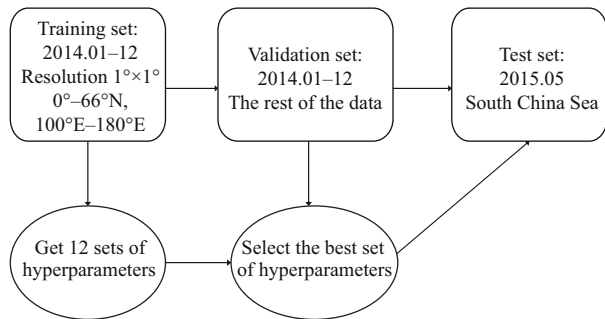 Training set:
2014.01–12
Resolution 1°×1°
0°–66°N,
100°E–180°E
Validation set:
2014.01–12
The rest of the data
Test set:
2015.05
South China Sea
Get 12 sets of
hyperparameters
Select the best set
of hyperparameters